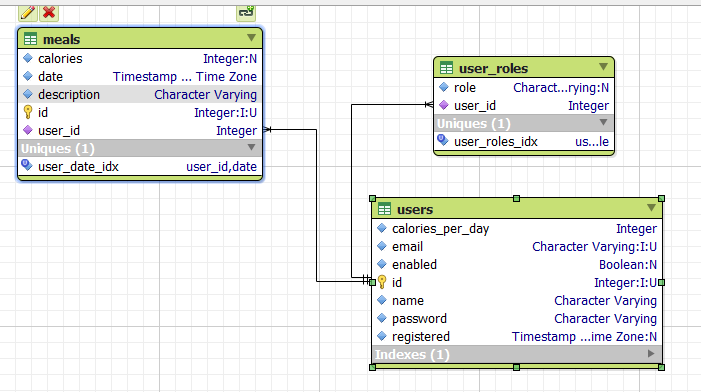 meals
calories Integer:N
date Timestamp ... Time Zone
description Character Varying
id Integer:I:U
user_id Integer
Uniques (1)
user_date_idx user_id,date
user_roles
role Charact...rying:N
user_id Integer
Uniques (1)
user_roles_idx us...le
users
calories_per_day Integer
email Character Varying:I:U
enabled Boolean:N
id Integer:I:U
name Character Varying
password Character Varying
registered Timestamp ...ime Zone:N
Indexes (1)